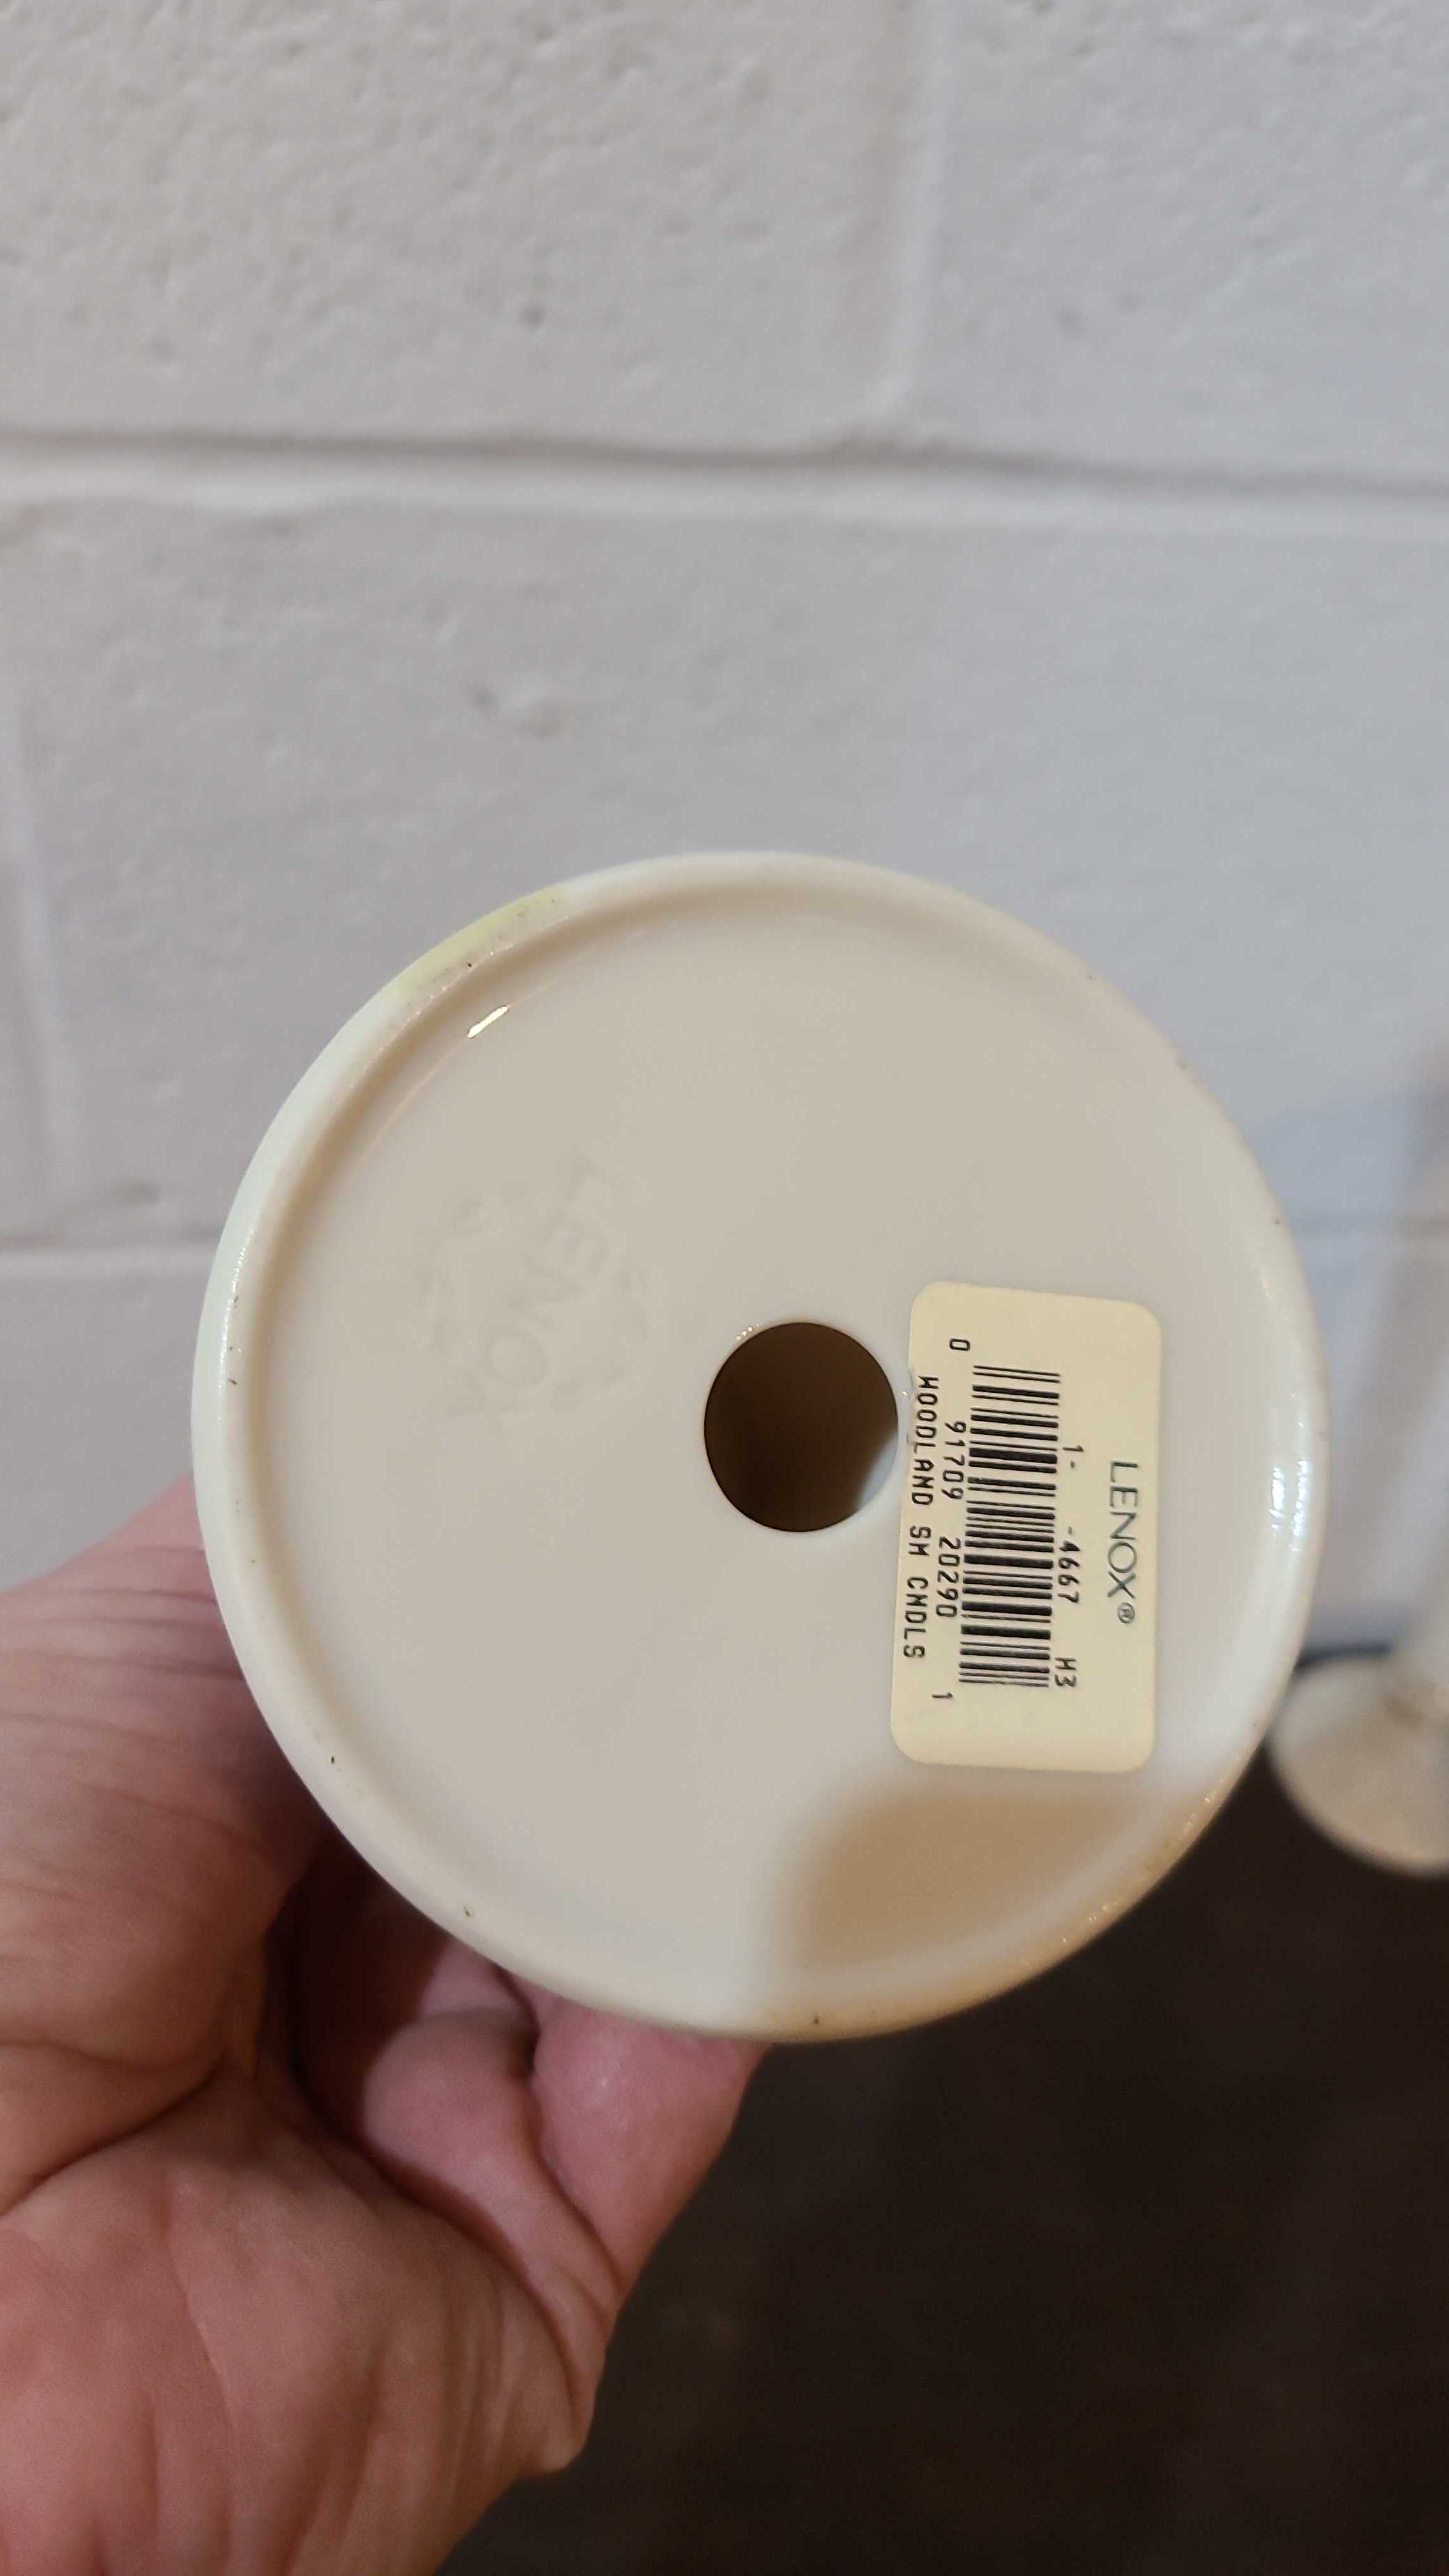 LENOX®
1- -4667 H3
0 91709 20290 1
WOODLAND SM CNDLS
LENOX